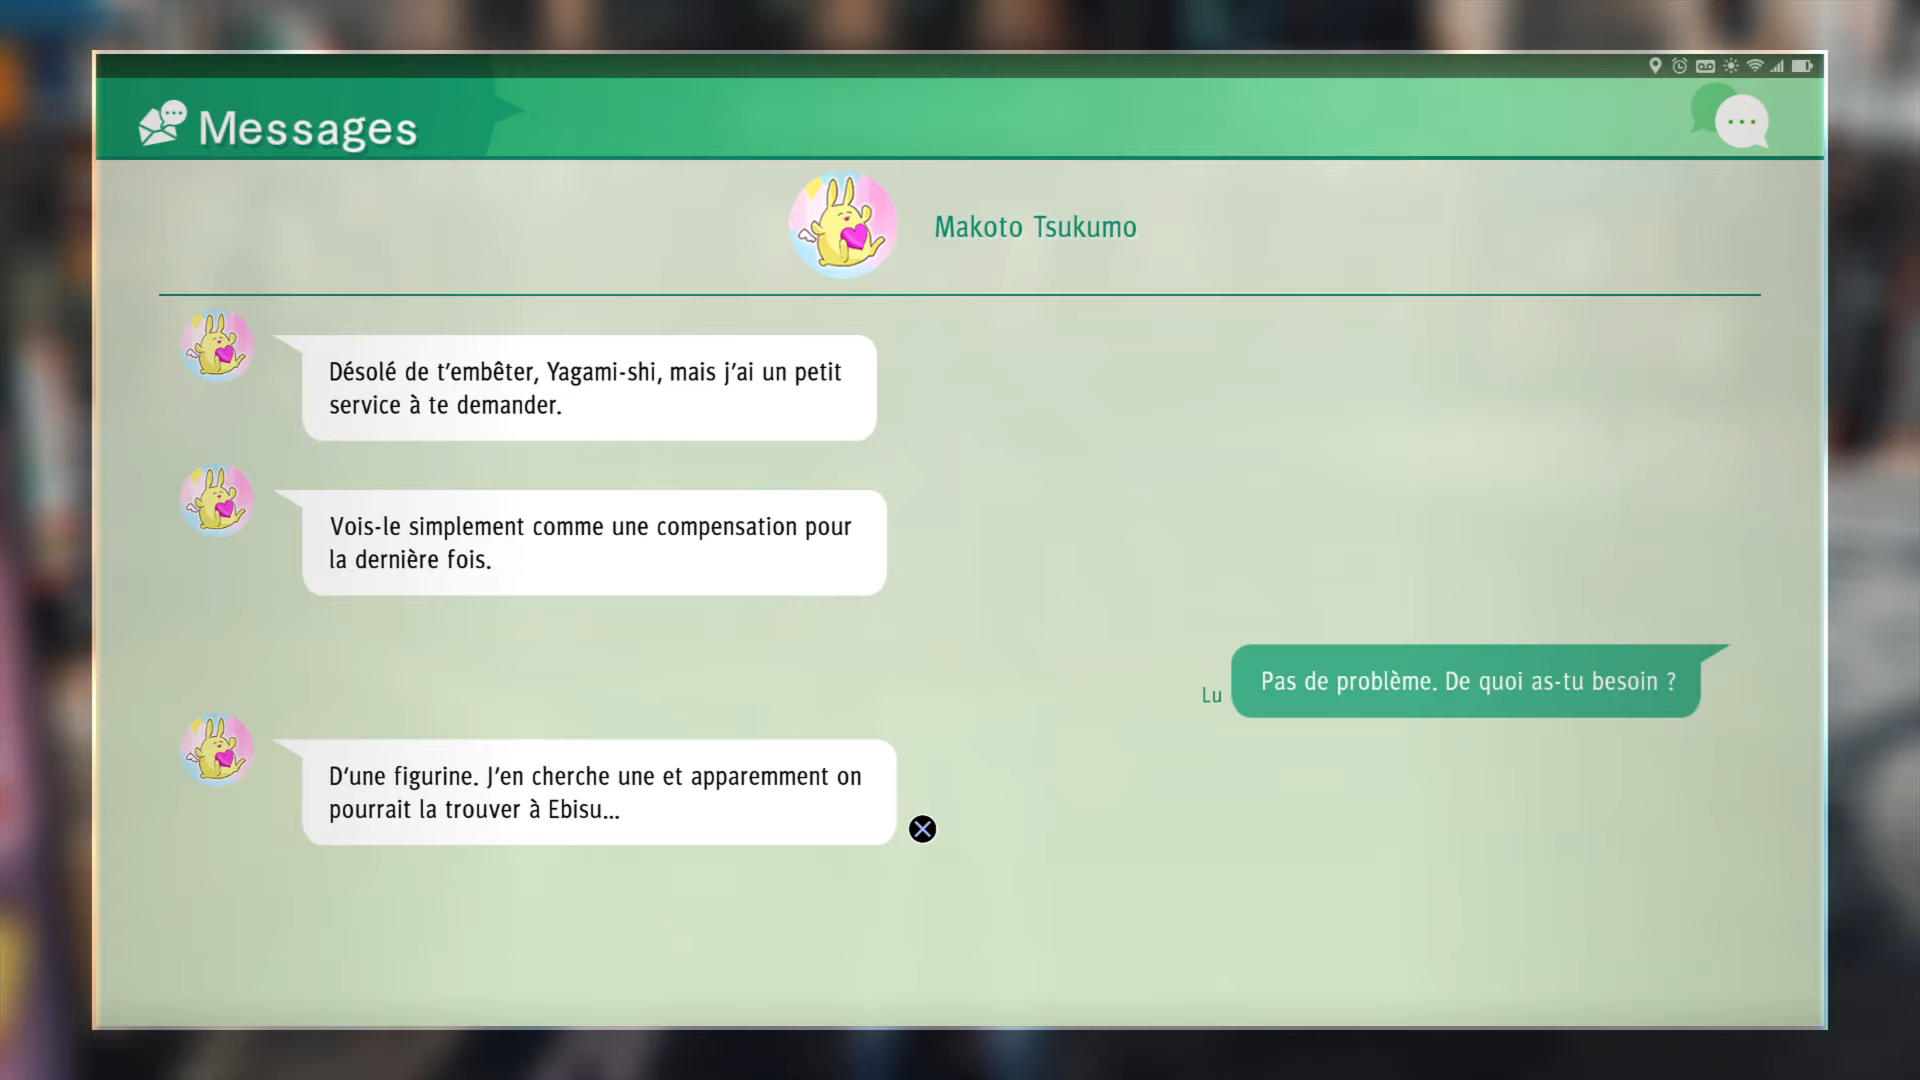 Messages
Makoto Tsukumo
Désolé de t'embêter, Yagami-shi, mais j'ai un petit
service à te demander.
Vois-le simplement comme une compensation pour
la dernière fois.
Lu
Pas de problème. De quoi as-tu besoin ?
D'une figurine. J'en cherche une et apparemment on
pourrait la trouver à Ebisu...